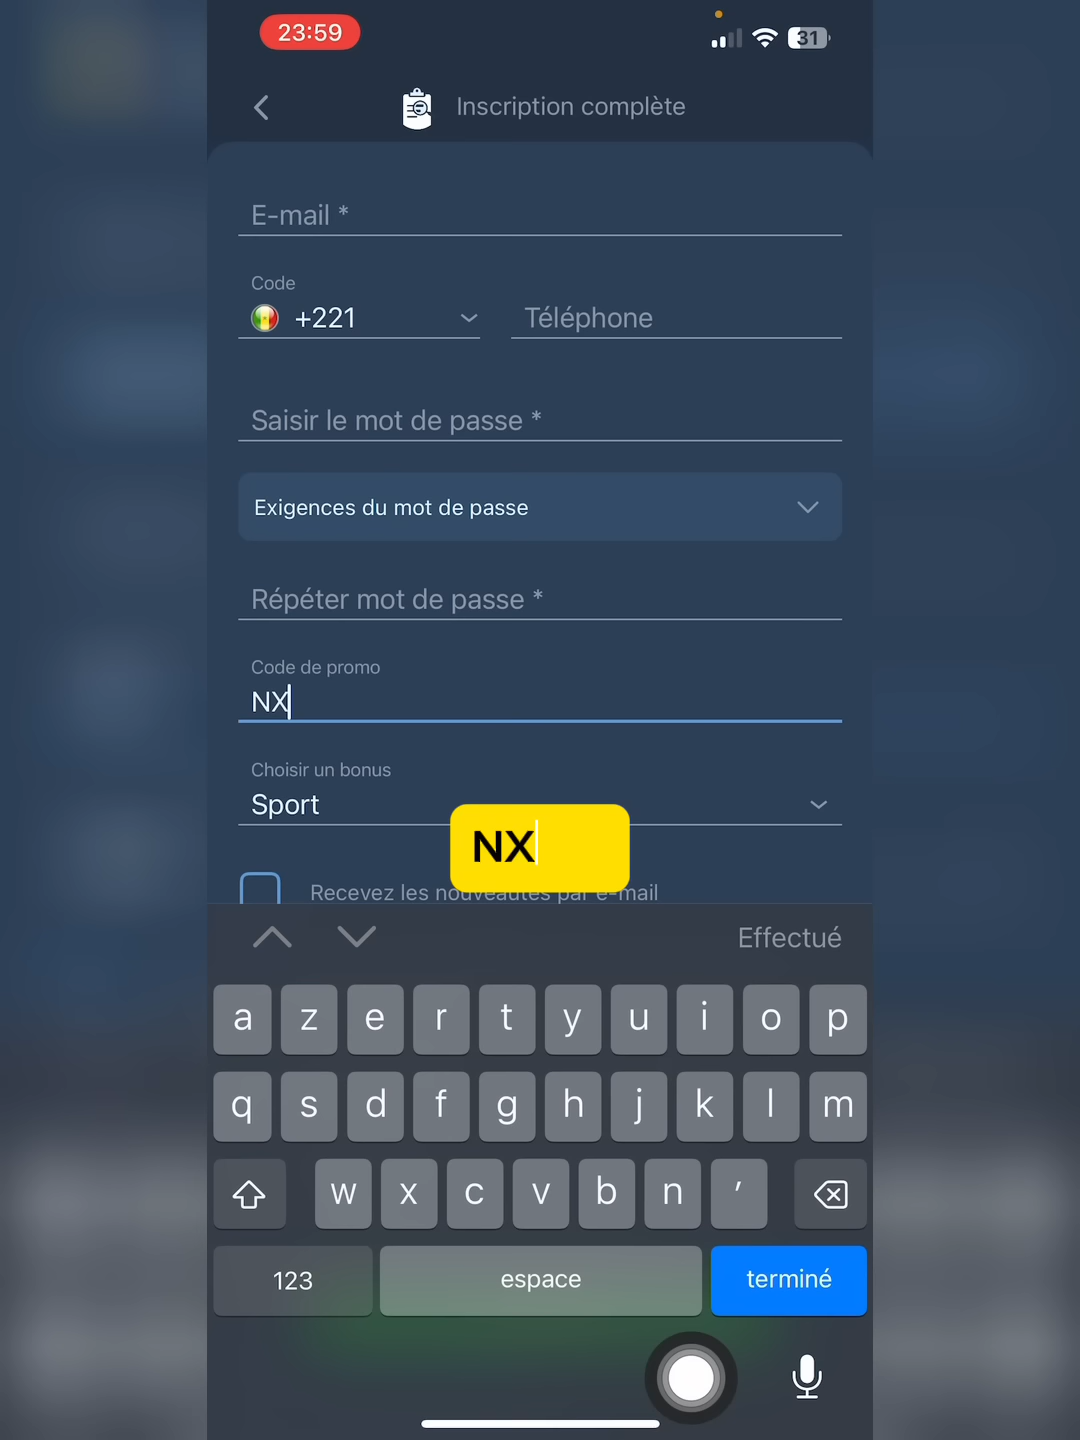 23:59
31
Inscription complète
E-mail *
Code
+221
Téléphone
Saisir le mot de passe *
Exigences du mot de passe
Répéter mot de passe *
Code de promo
NX
Choisir un bonus
Sport
NX
Recevez les nouveautés par e-mail
Effectué
a z e r t y u i o p
q s d f g h j k l m
w x c v b n ′
123 espace terminé